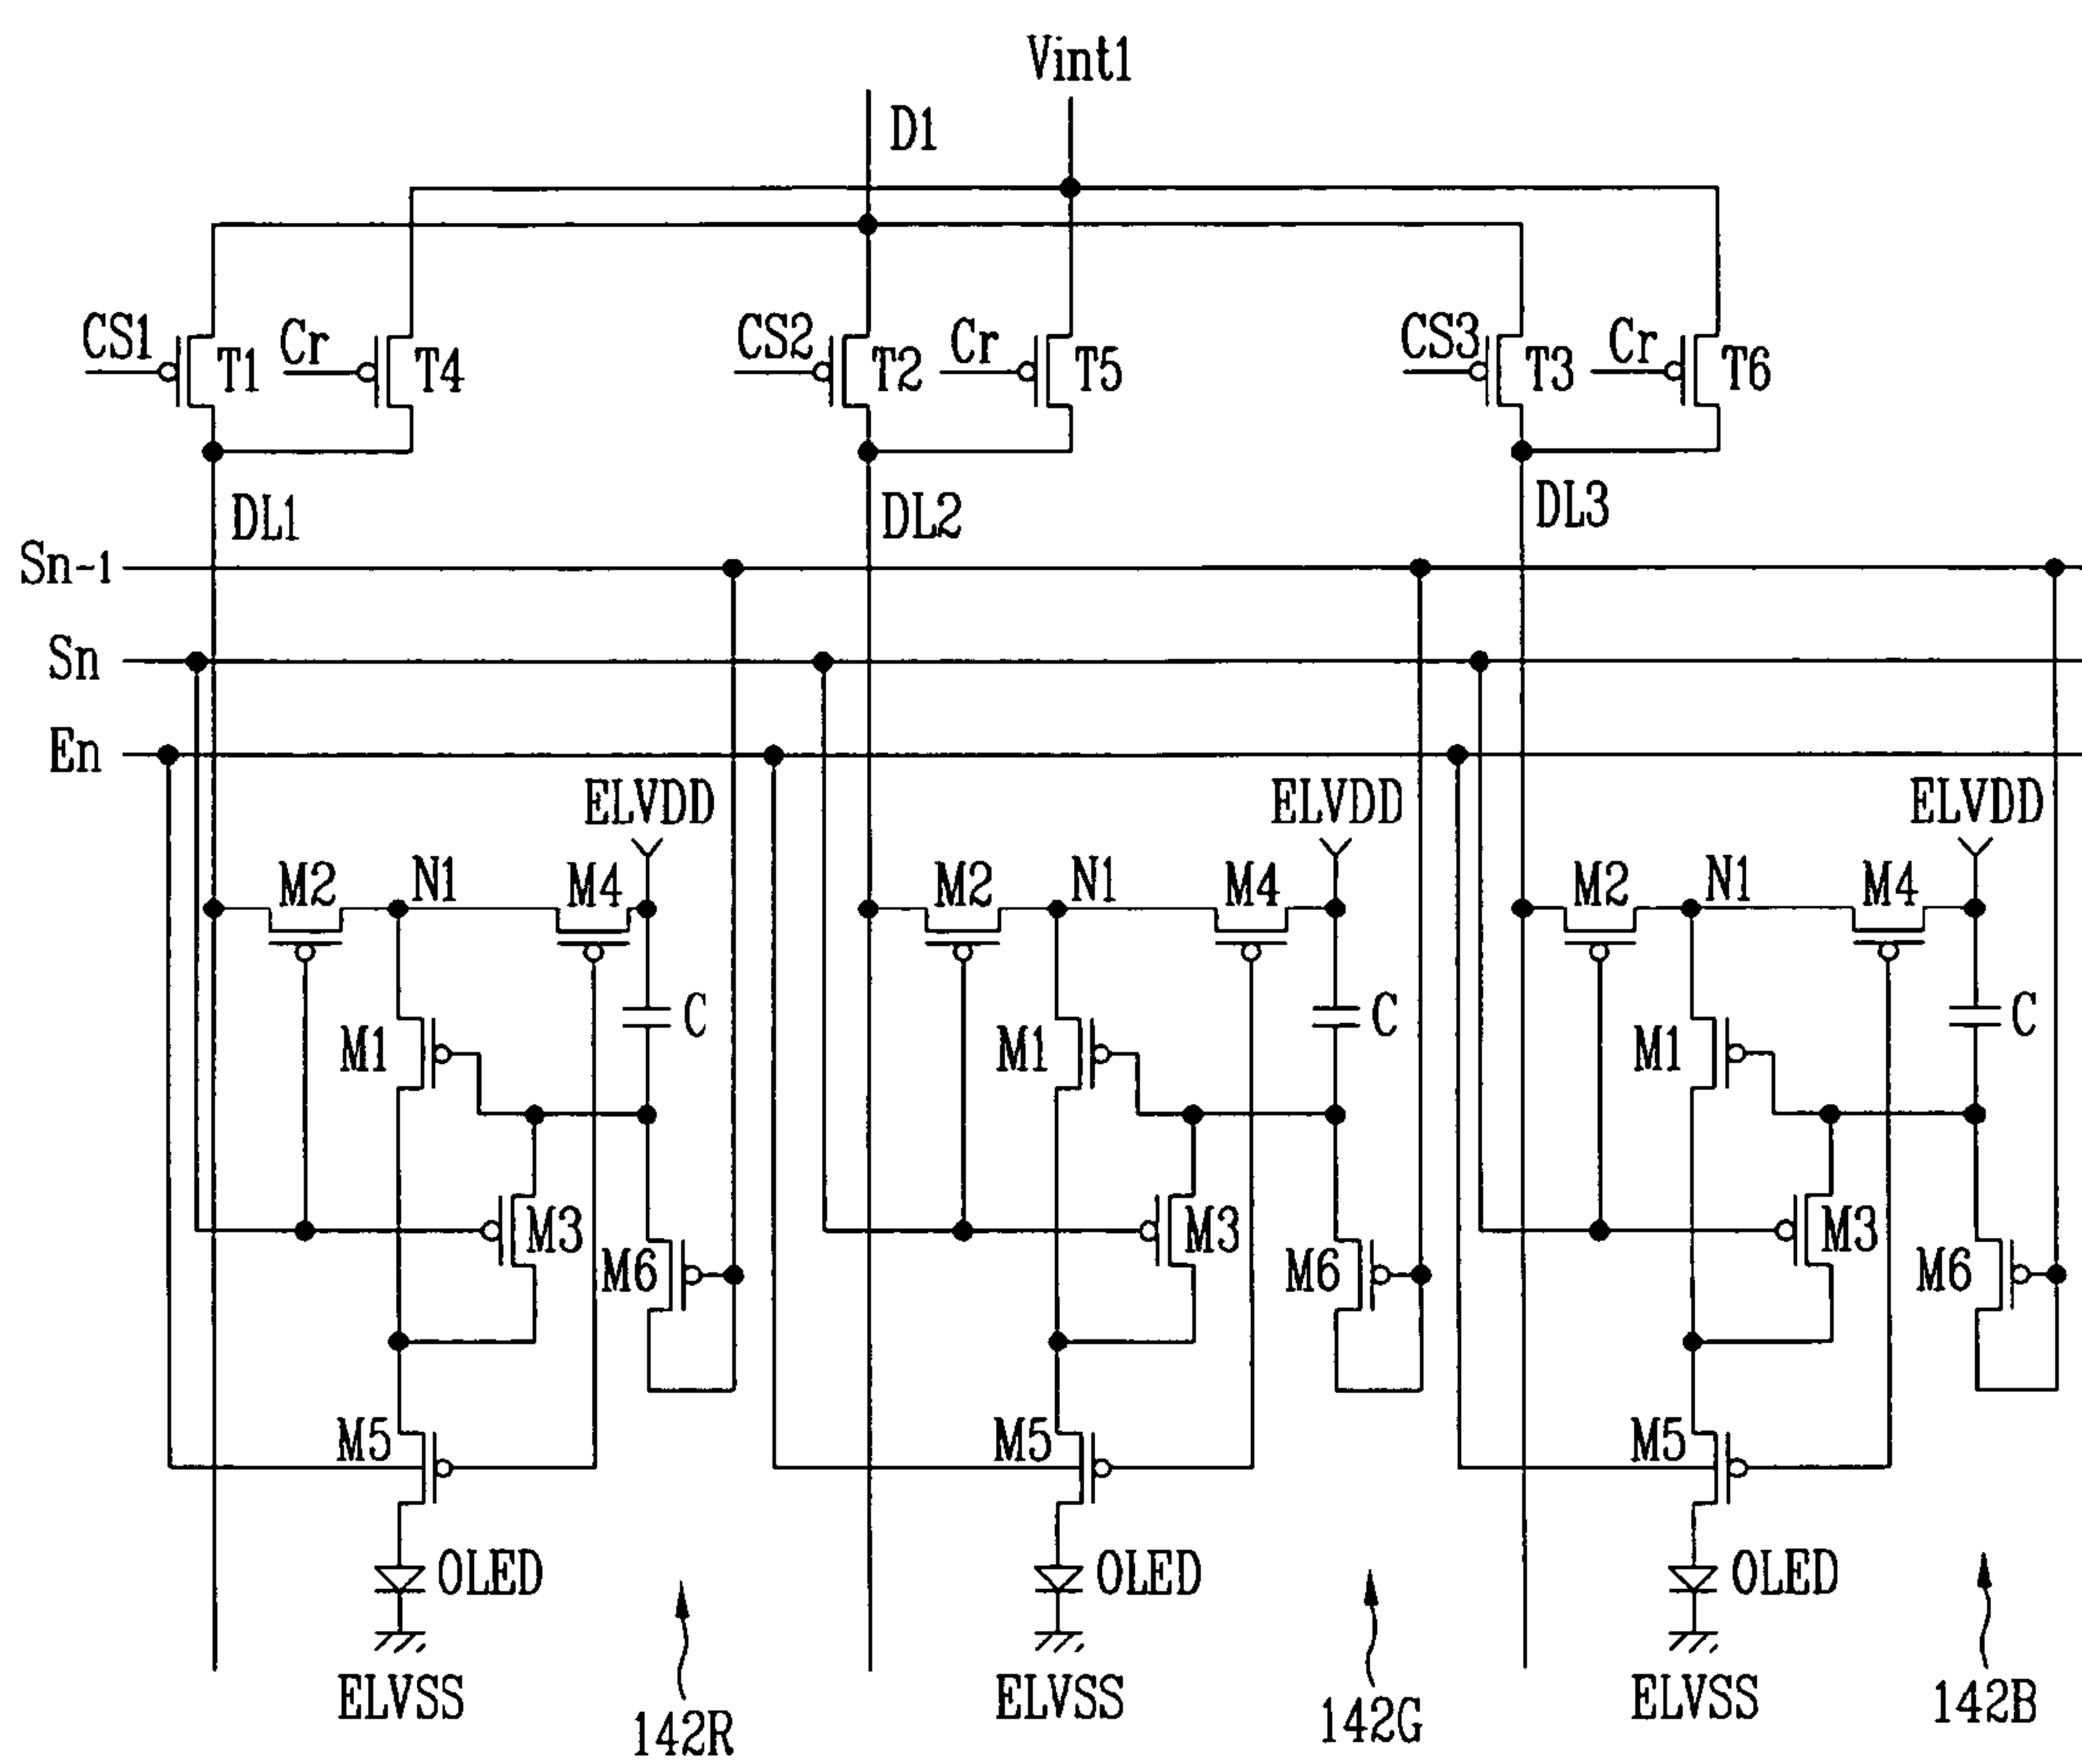 Vint1
D1
CS1 T1 Cr T4 CS2 T2 Cr T5 CS3 T3 Cr T6
DL1 DL2 DL3
Sn-1
Sn
En
ELVDD ELVDD ELVDD
M2 N1 M4 M2 N1 M4 M2 N1 M4
M1 C M1 C M1 C
M3 M6 M3 M6 M3 M6
M5 M5 M5
OLED OLED OLED
ELVSS ELVSS ELVSS
142R 142G 142B